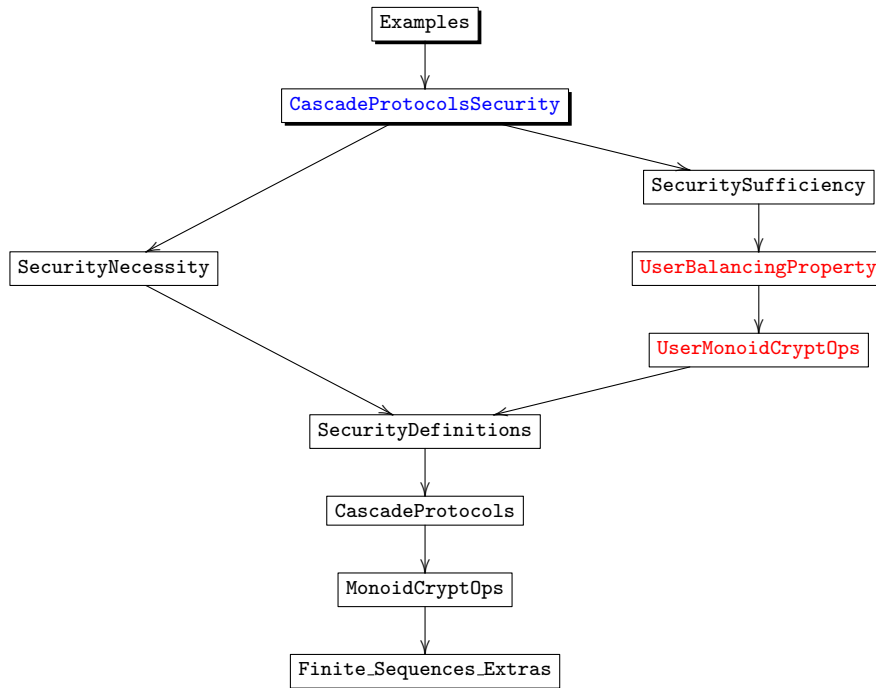 Examples
CascadeProtocolsSecurity
SecuritySufficiency
SecurityNecessity
UserBalancingProperty
UserMonoidCryptOps
SecurityDefinitions
CascadeProtocols
MonoidCryptOps
Finite_Sequences_Extras